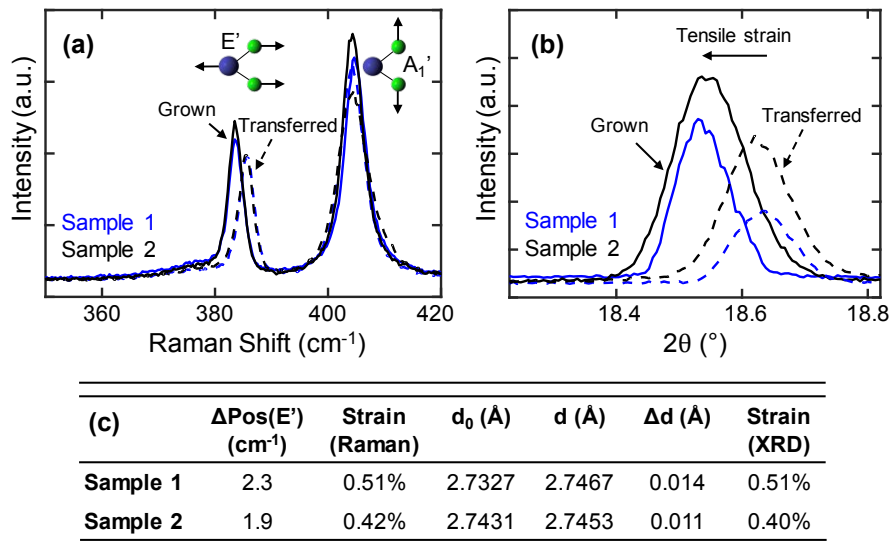 (a)
E’
A₁’
Grown
Transferred
Sample 1
Sample 2
Intensity (a.u.)
360 380 400 420
Raman Shift (cm⁻¹)
(b)
Tensile strain
Grown
Transferred
Sample 1
Sample 2
Intensity (a.u.)
18.4 18.6 18.8
2θ (°)
(c) ΔPos(E’) Strain d₀ (Å) d (Å) Δd (Å) Strain
(cm⁻¹) (Raman) (XRD)
Sample 1 2.3 0.51% 2.7327 2.7467 0.014 0.51%
Sample 2 1.9 0.42% 2.7431 2.7453 0.011 0.40%